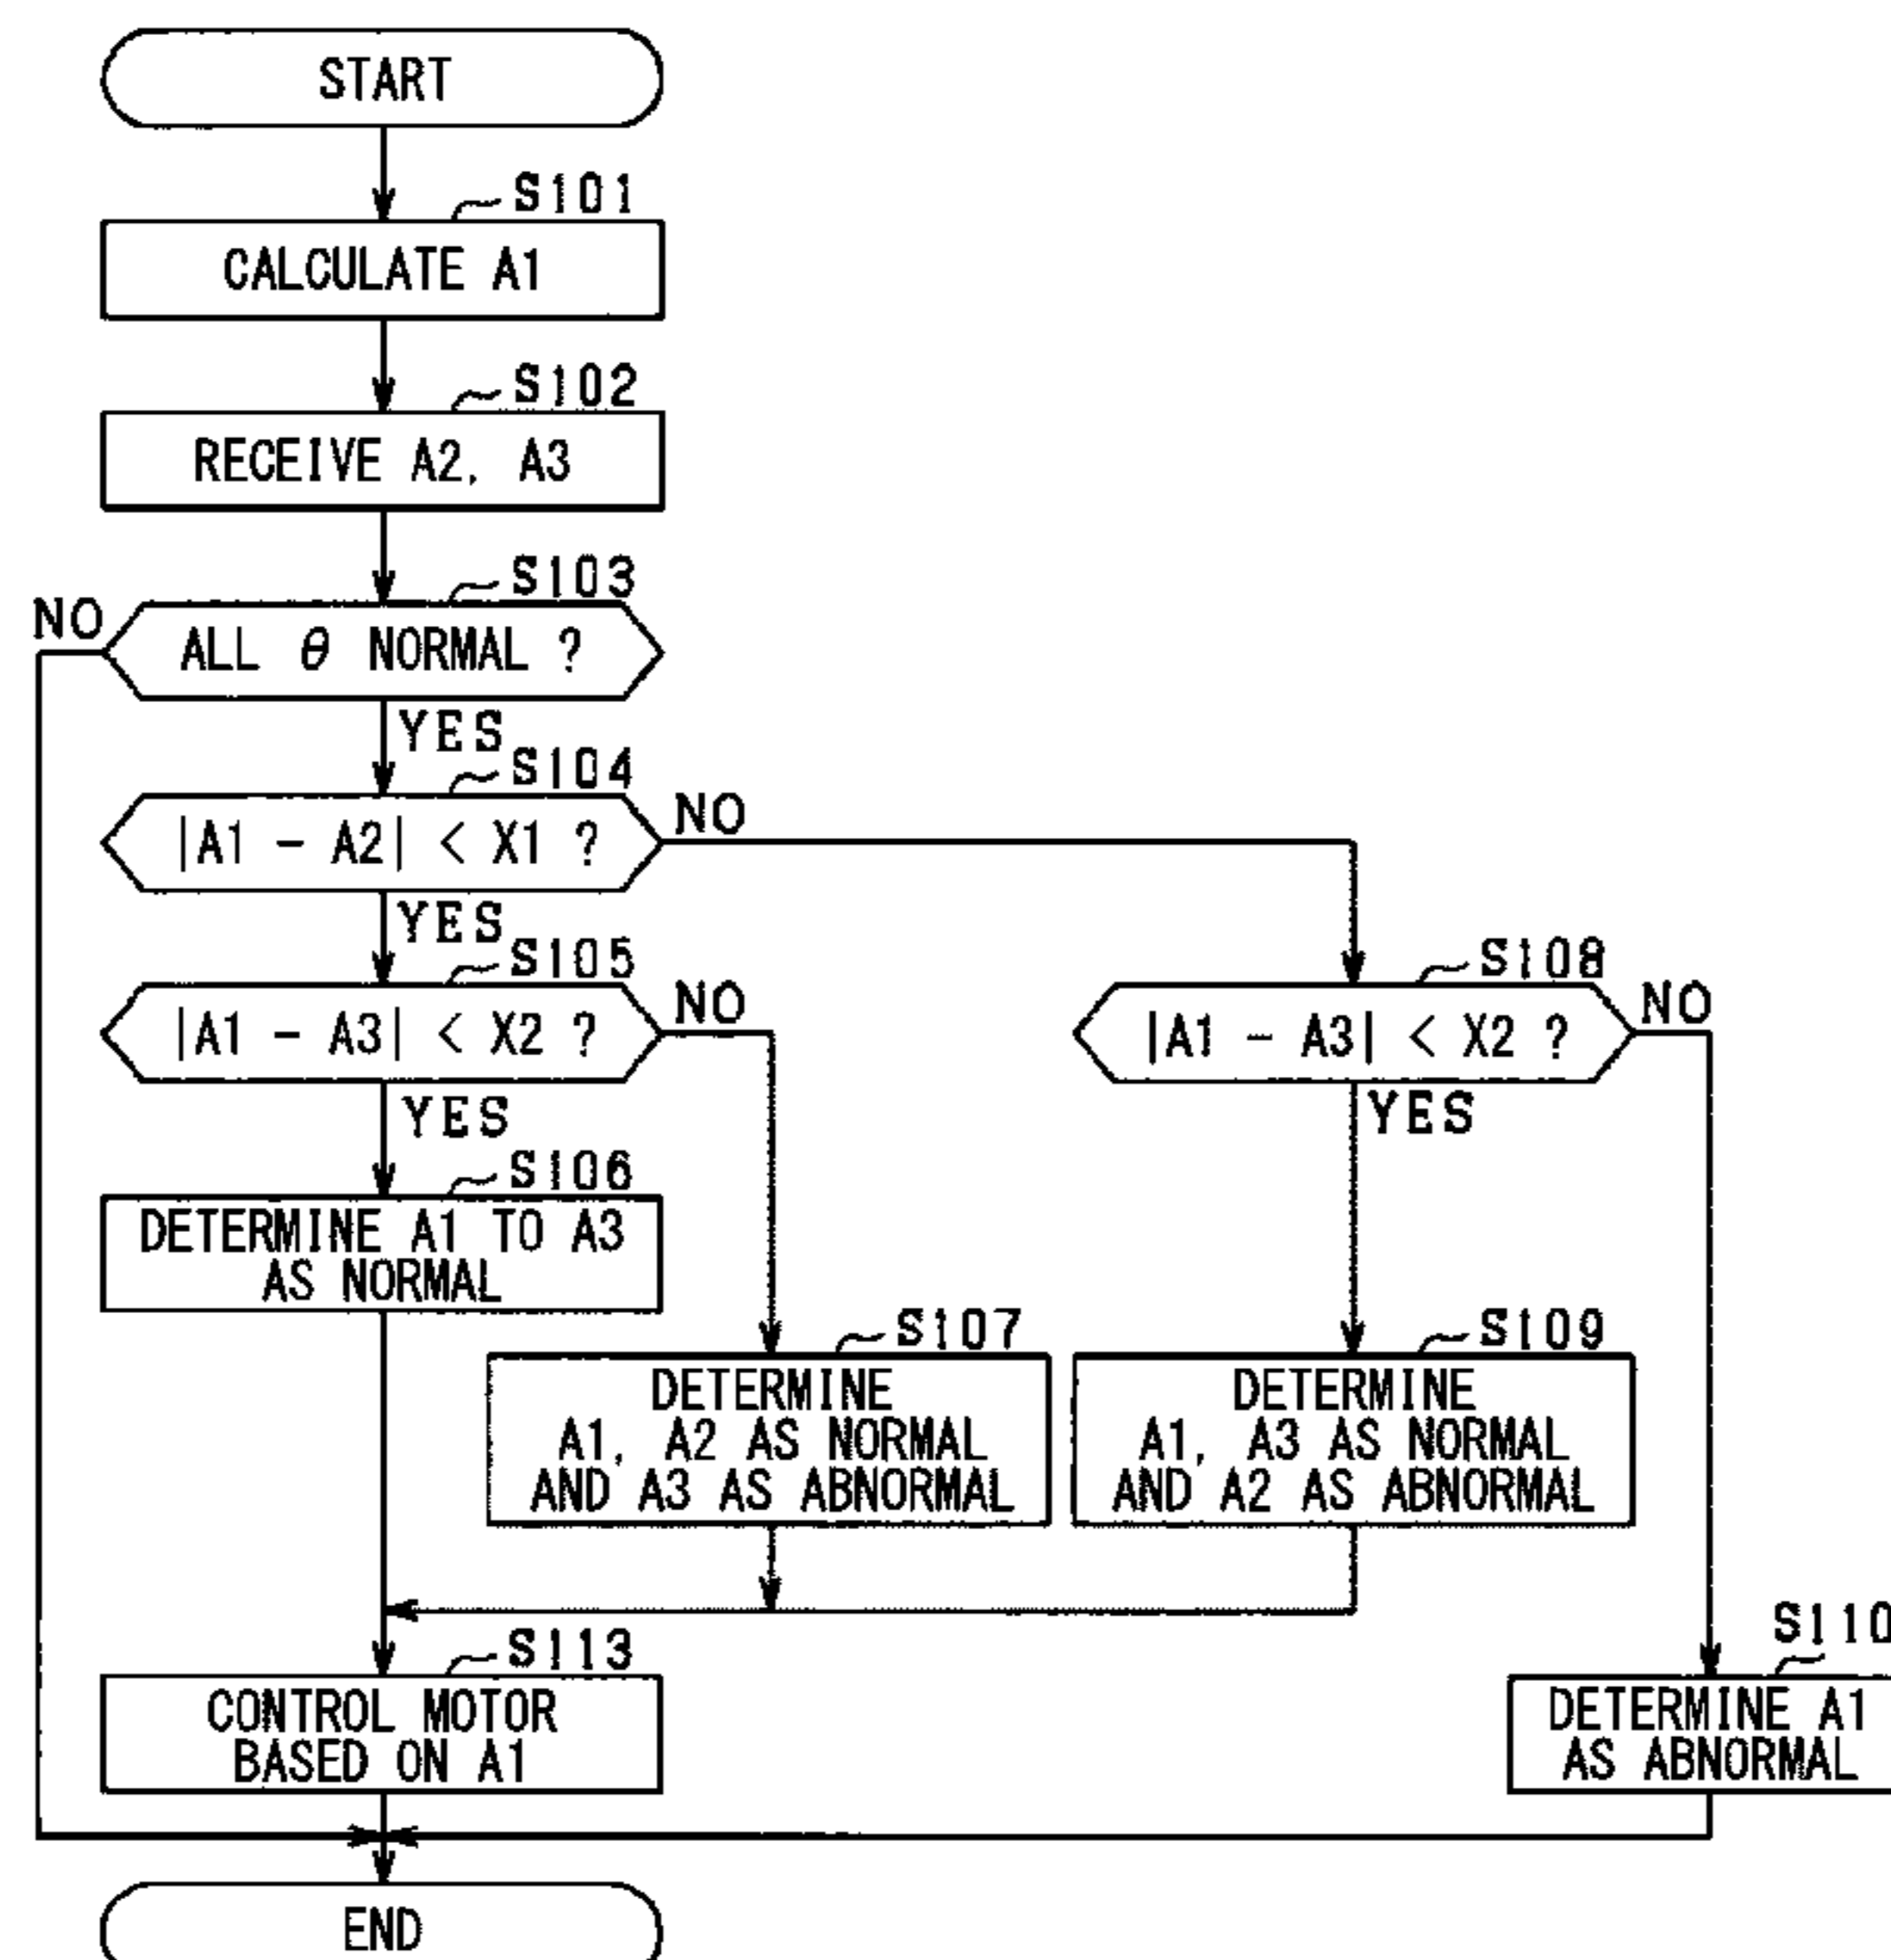 START
S101
CALCULATE A1
S102
RECEIVE A2, A3
S103
NO
ALL θ NORMAL ?
YES
S104
|A1 - A2| < X1 ?
NO
YES
S105
|A1 - A3| < X2 ?
NO
S108
|A1 - A3| < X2 ?
NO
YES
YES
S106
DETERMINE A1 TO A3
AS NORMAL
S107
DETERMINE
A1, A2 AS NORMAL
AND A3 AS ABNORMAL
S109
DETERMINE
A1, A3 AS NORMAL
AND A2 AS ABNORMAL
S113
CONTROL MOTOR
BASED ON A1
S110
DETERMINE A1
AS ABNORMAL
END